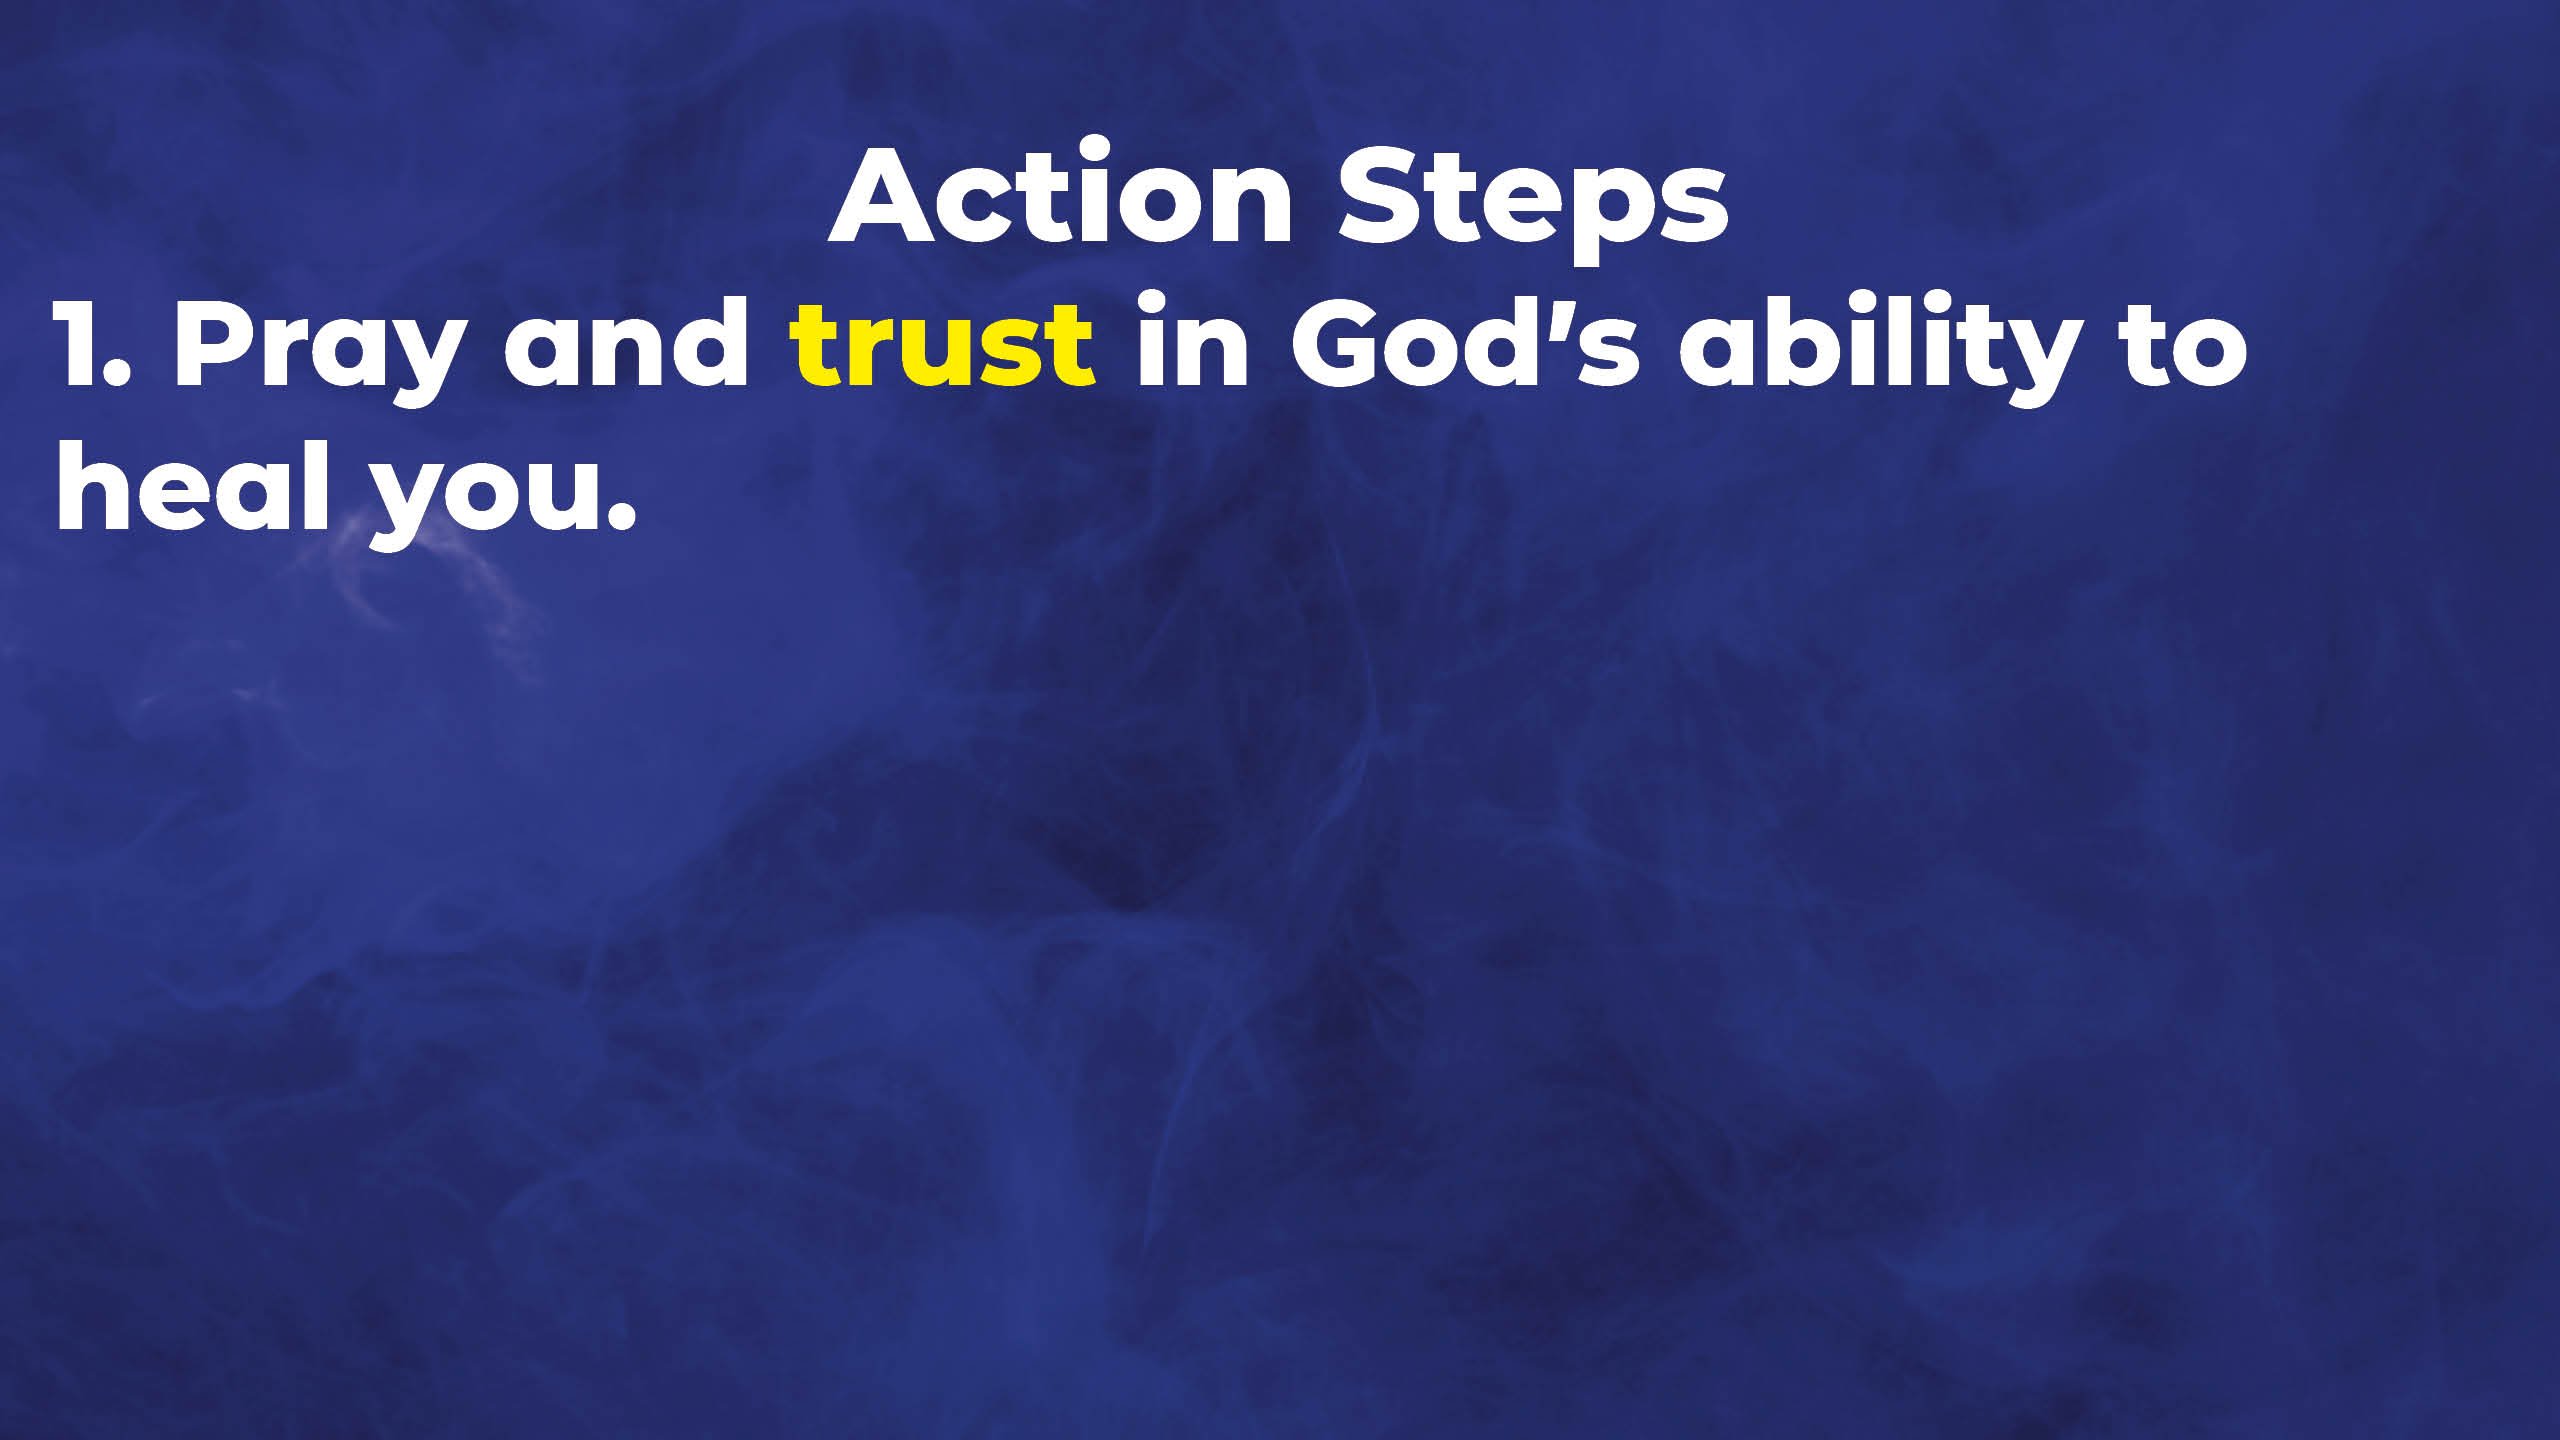 Action Steps
1. Pray and trust in God's ability to
heal you.